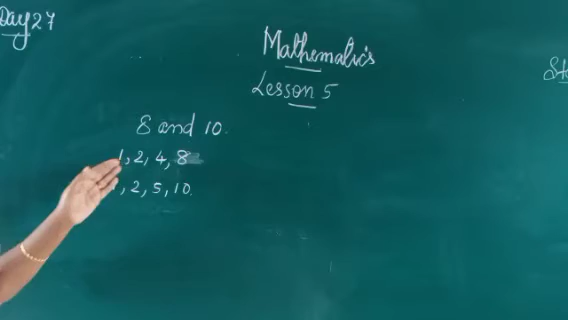 Day 27
Mathematics
Lesson 5
8 and 10.
1, 2, 4, 8
, 2, 5, 10.